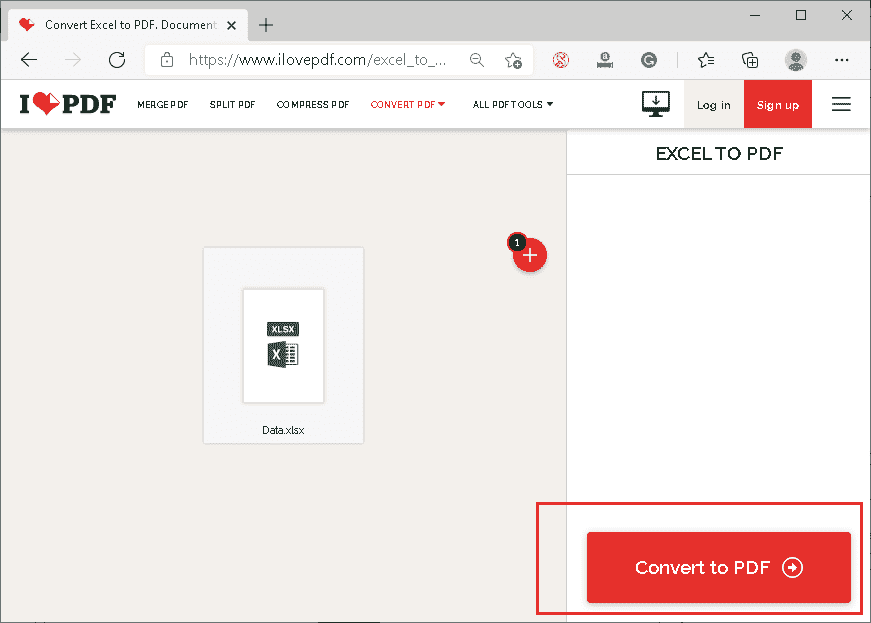 Convert Excel to PDF. Document
https://www.ilovepdf.com/excel_to_...
I PDF
MERGE PDF SPLIT PDF COMPRESS PDF CONVERT PDF ALL PDF TOOLS
Log in Sign up
EXCEL TO PDF
1
XLSX
X
Data.xlsx
Convert to PDF